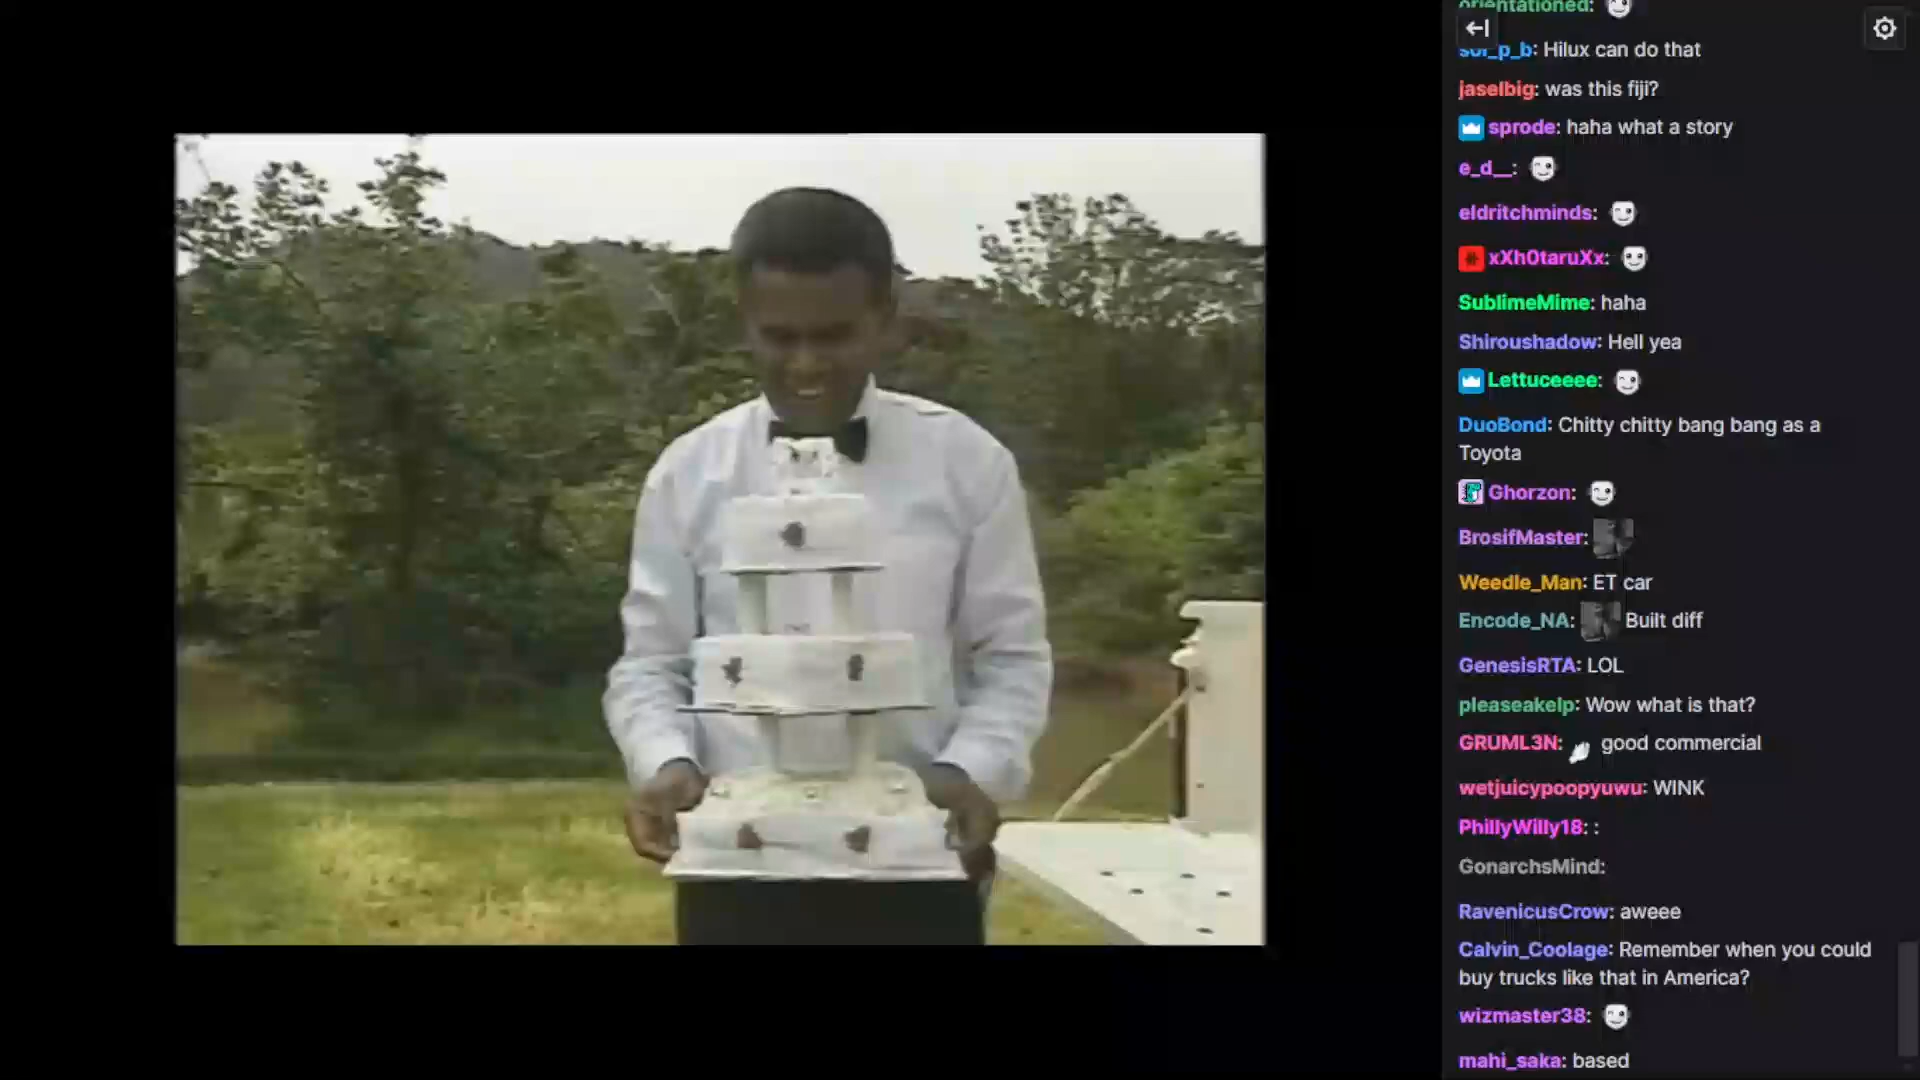 orientationed:
sol_p_b: Hilux can do that
jaselbig: was this fiji?
sprode: haha what a story
e_d__:
eldritchminds:
xXh0taruXx:
SublimeMime: haha
Shiroushadow: Hell yea
Lettuceeee:
DuoBond: Chitty chitty bang bang as a
Toyota
Ghorzon:
BrosifMaster:
Weedle_Man: ET car
Encode_NA: Built diff
GenesisRTA: LOL
pleaseakelp: Wow what is that?
GRUML3N: good commercial
wetjuicypoopyuwu: WINK
PhillyWilly18: :
GonarchsMind:
RavenicusCrow: aweee
Calvin_Coolage: Remember when you could
buy trucks like that in America?
wizmaster38:
mahi_saka: based